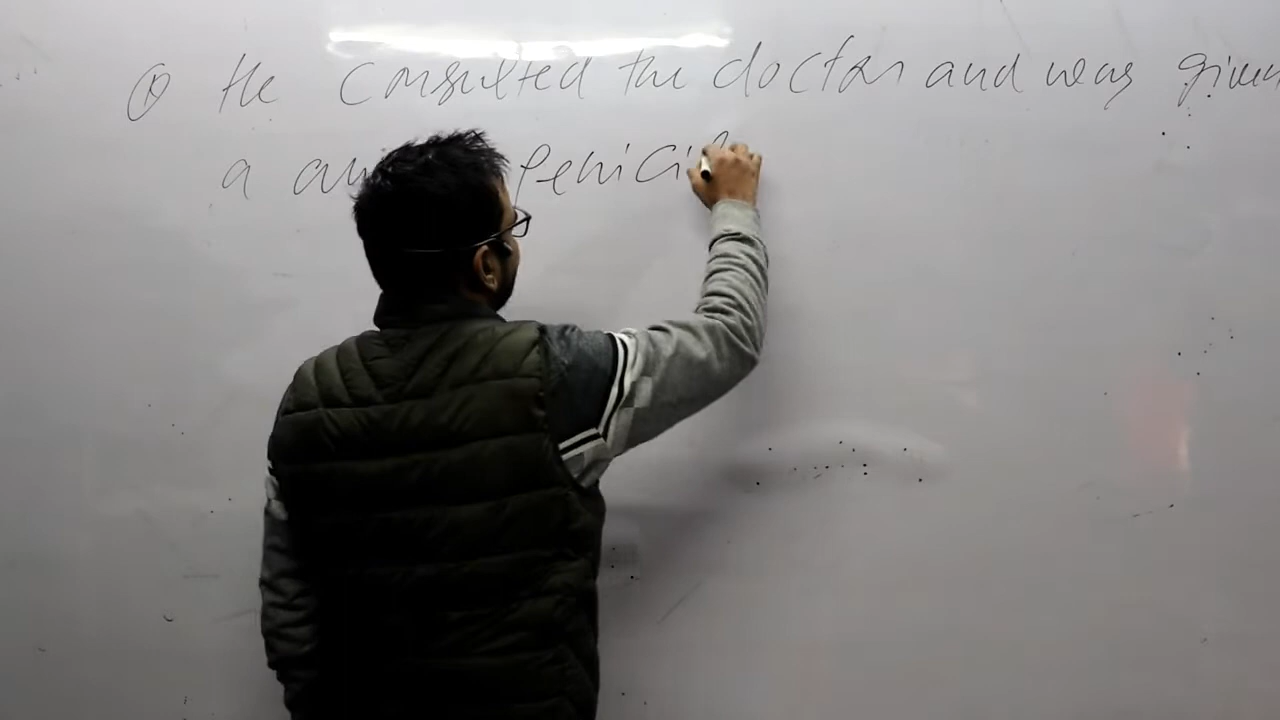 ① He consulted the doctor and was given
a penicil